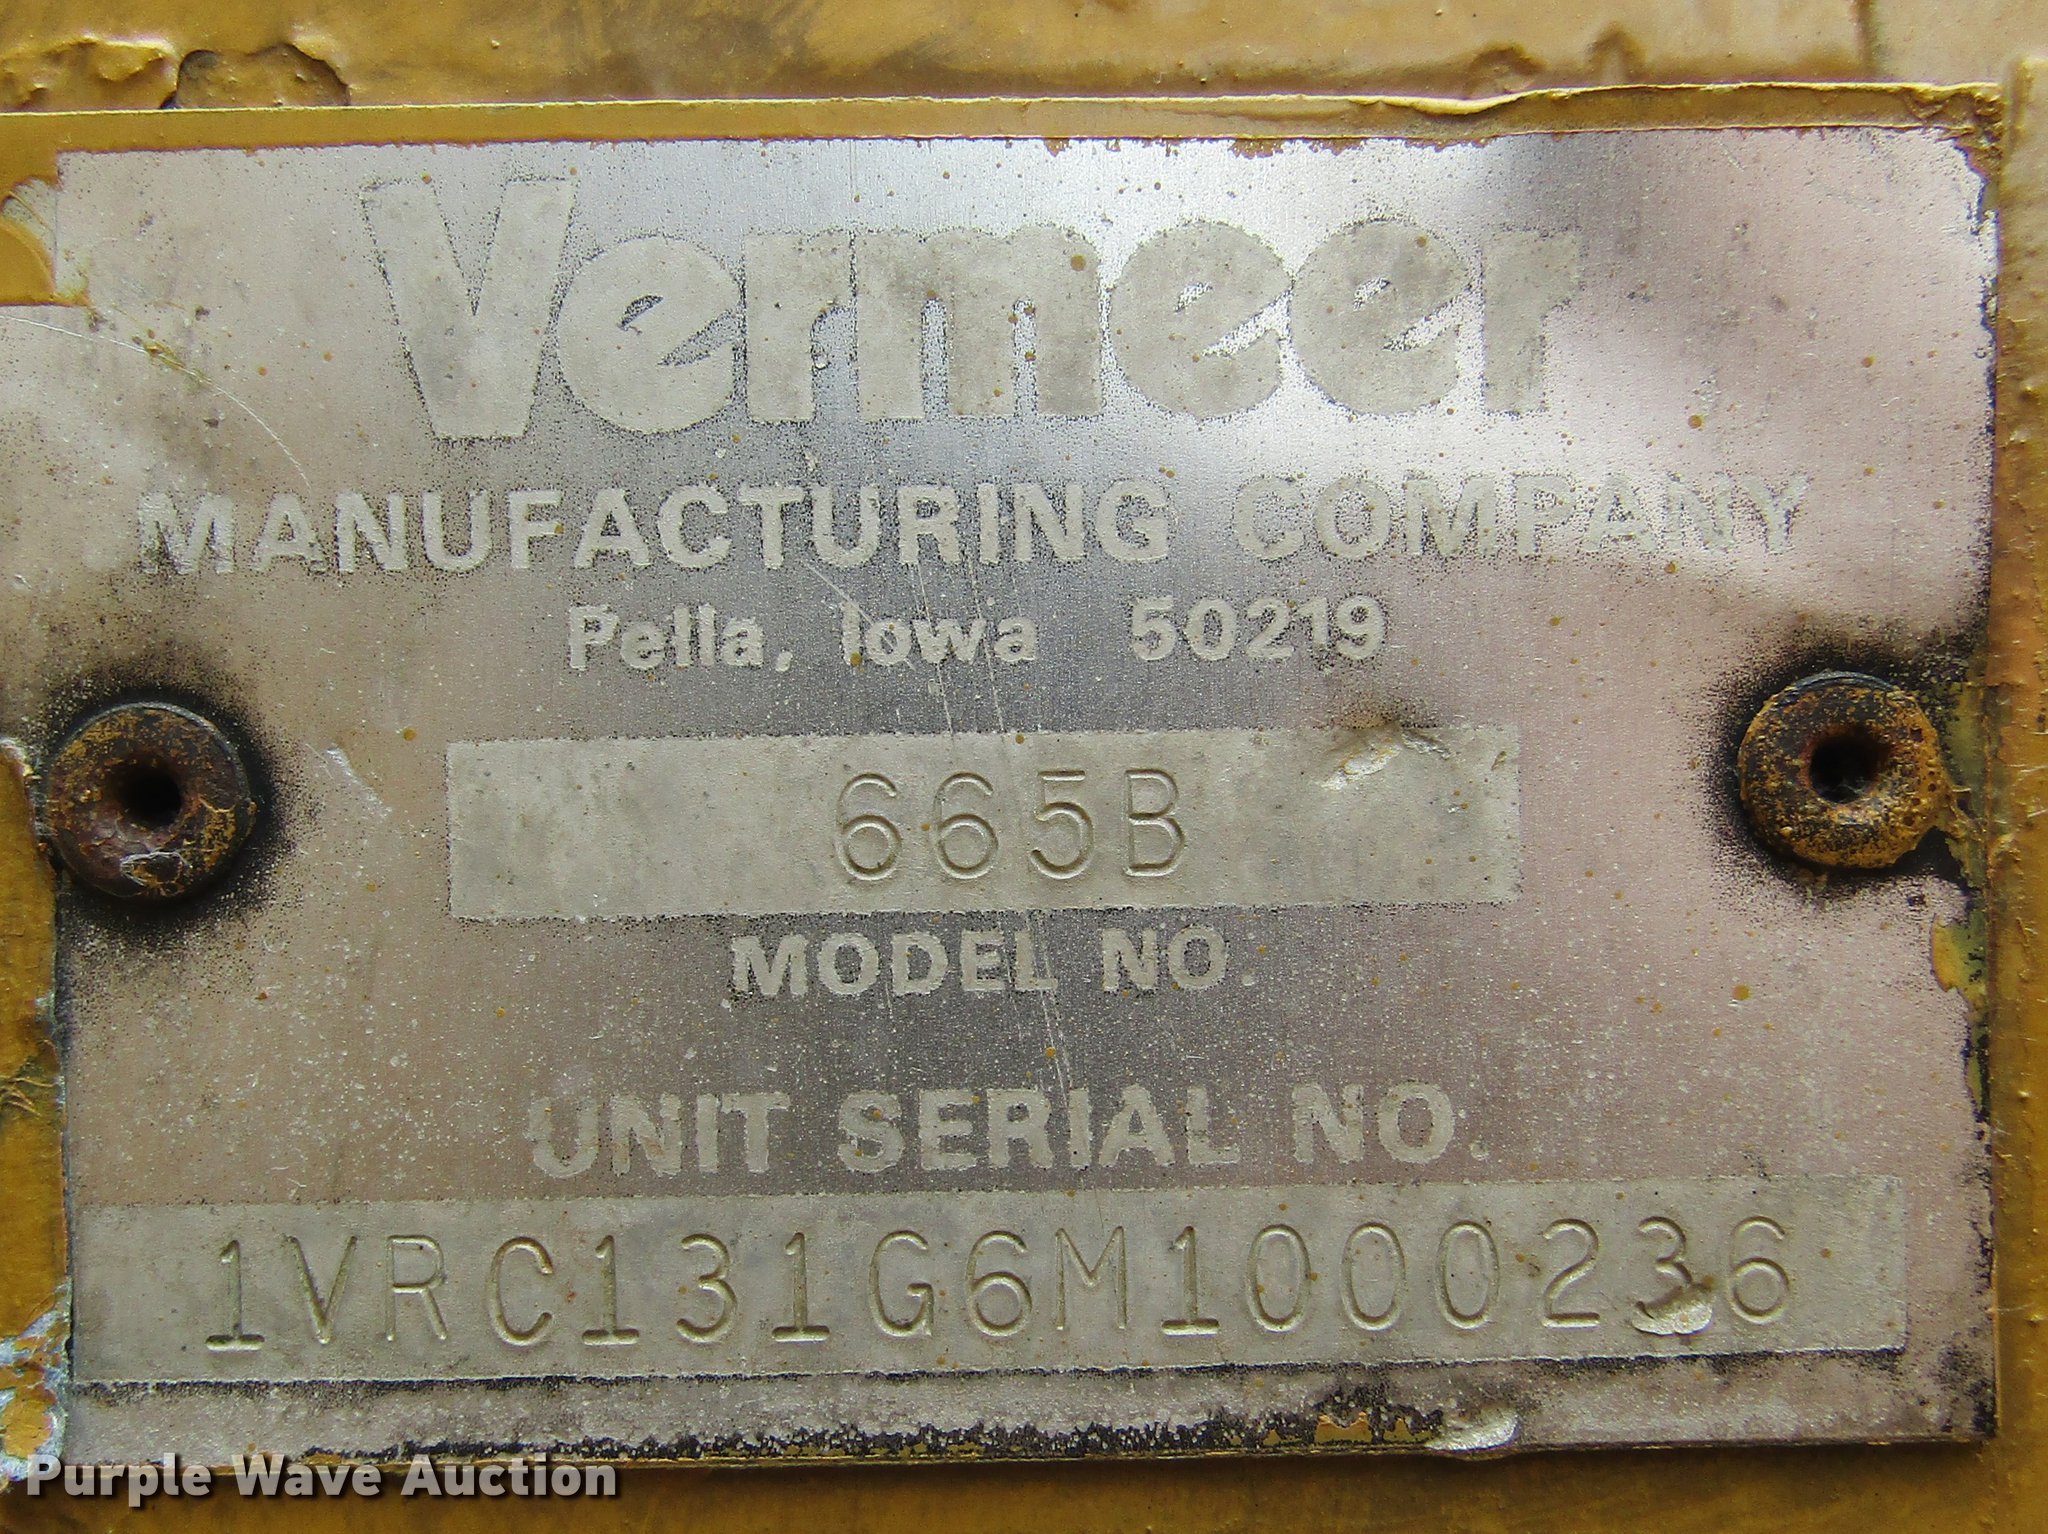 Vermeer
MANUFACTURING COMPANY
Pella, Iowa 50219
665B
MODEL NO.
UNIT SERIAL NO.
1VRC131G6M1000236
Purple Wave Auction